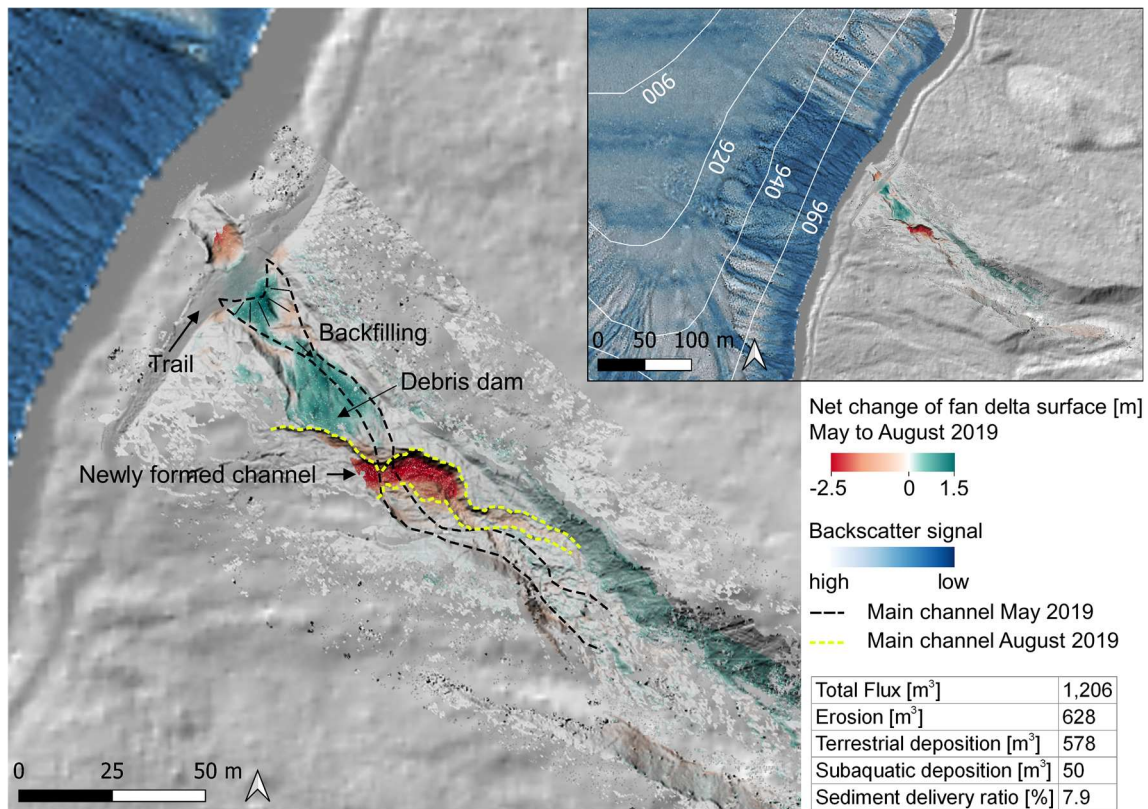 900
920
940
960
0 50 100 m
Backfilling
Trail
Debris dam
Newly formed channel
0 25 50 m
Net change of fan delta surface [m]
May to August 2019
-2.5 0 1.5
Backscatter signal
high low
Main channel May 2019
Main channel August 2019
Total Flux [m³] 1,206
Erosion [m³] 628
Terrestrial deposition [m³] 578
Subaquatic deposition [m³] 50
Sediment delivery ratio [%] 7.9